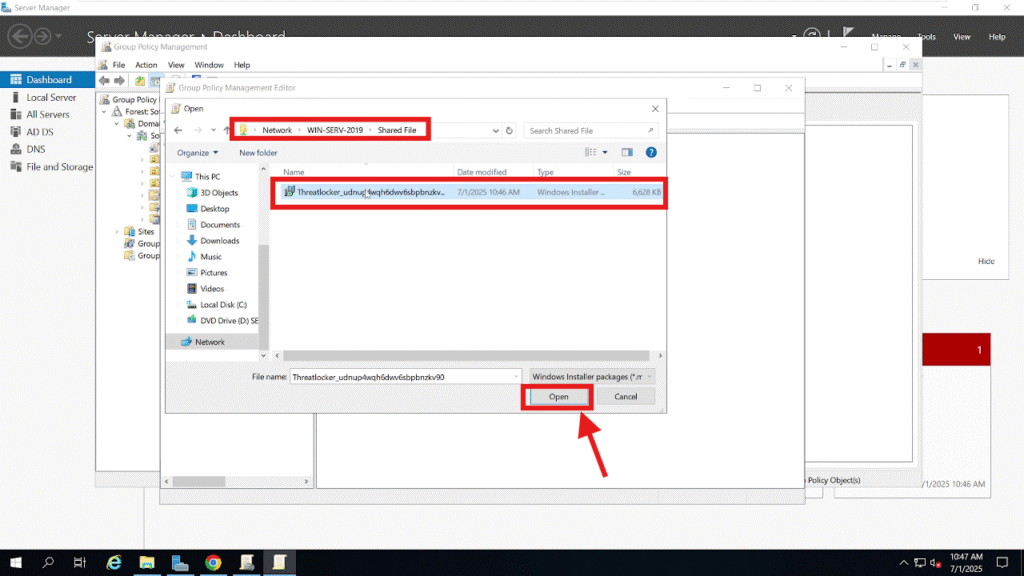 Server Manager
Server Manager • Dashboard
Manage Tools View Help
Dashboard
Local Server
All Servers
AD DS
DNS
File and Storage
Group Policy Management
File Action View Window Help
Group Policy
Forest: So
Doma
So
Sites
Group
Group
Group Policy Management Editor
Open
Network › WIN-SERV-2019 › Shared File
Search Shared File
Organize New folder
This PC
3D Objects
Desktop
Documents
Downloads
Music
Pictures
Videos
Local Disk (C:)
DVD Drive (D:) SE
Network
Name Date modified Type Size
Threatlocker_udnup4wqh6dwv6sbpbnzkv... 7/1/2025 10:46 AM Windows Installer ... 6,628 KB
File name: Threatlocker_udnup4wqh6dwv6sbpbnzkv90 Windows Installer packages (*.m
Open Cancel
Hide
1
Policy Object(s)
/1/2025 10:46 AM
10:47 AM
7/1/2025